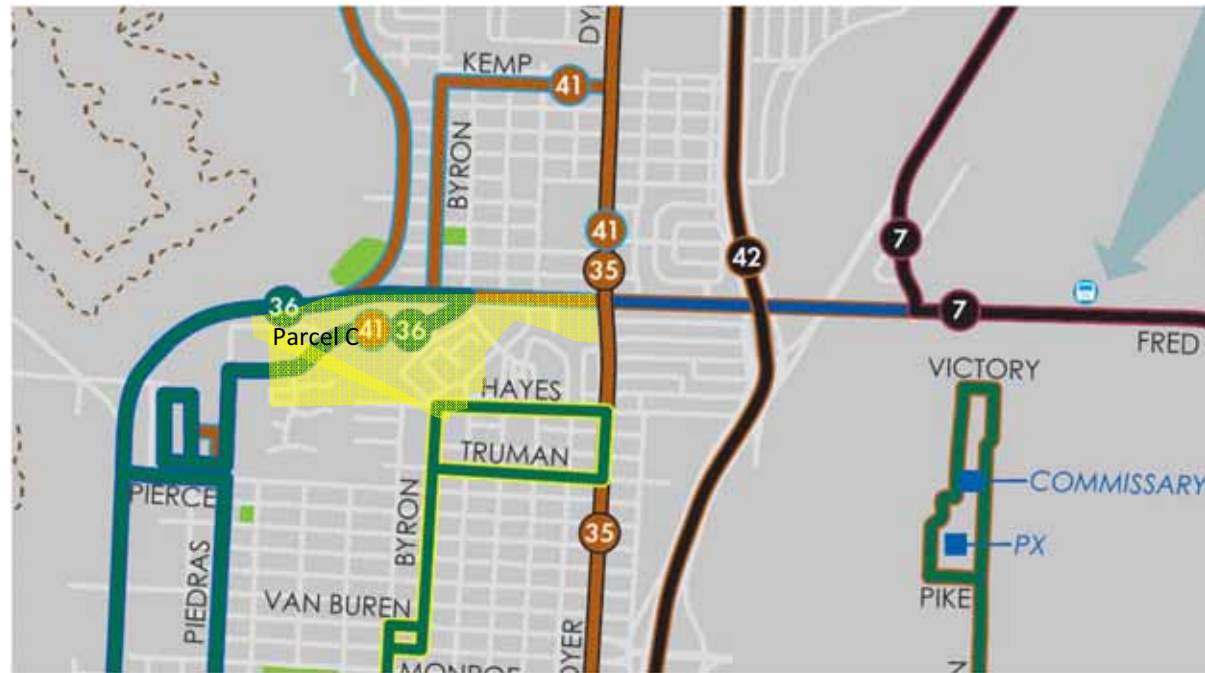 DY
KEMP
41
BYRON
41
35
42
7
36
41
36
Parcel C
7
FRED
VICTORY
HAYES
TRUMAN
COMMISSARY
PIERCE
BYRON
35
PX
PIEDRAS
VAN BUREN
PIKE
MONROE
DYER
N